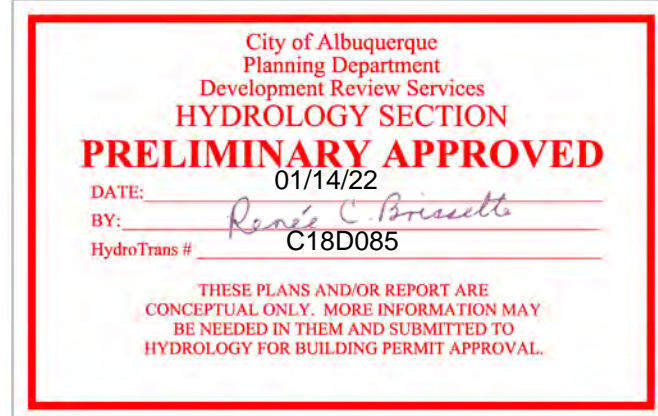 City of Albuquerque
Planning Department
Development Review Services
HYDROLOGY SECTION
PRELIMINARY APPROVED
DATE: 01/14/22
BY: Renée C. Brissette
HydroTrans # C18D085
THESE PLANS AND/OR REPORT ARE
CONCEPTUAL ONLY. MORE INFORMATION MAY
BE NEEDED IN THEM AND SUBMITTED TO
HYDROLOGY FOR BUILDING PERMIT APPROVAL.